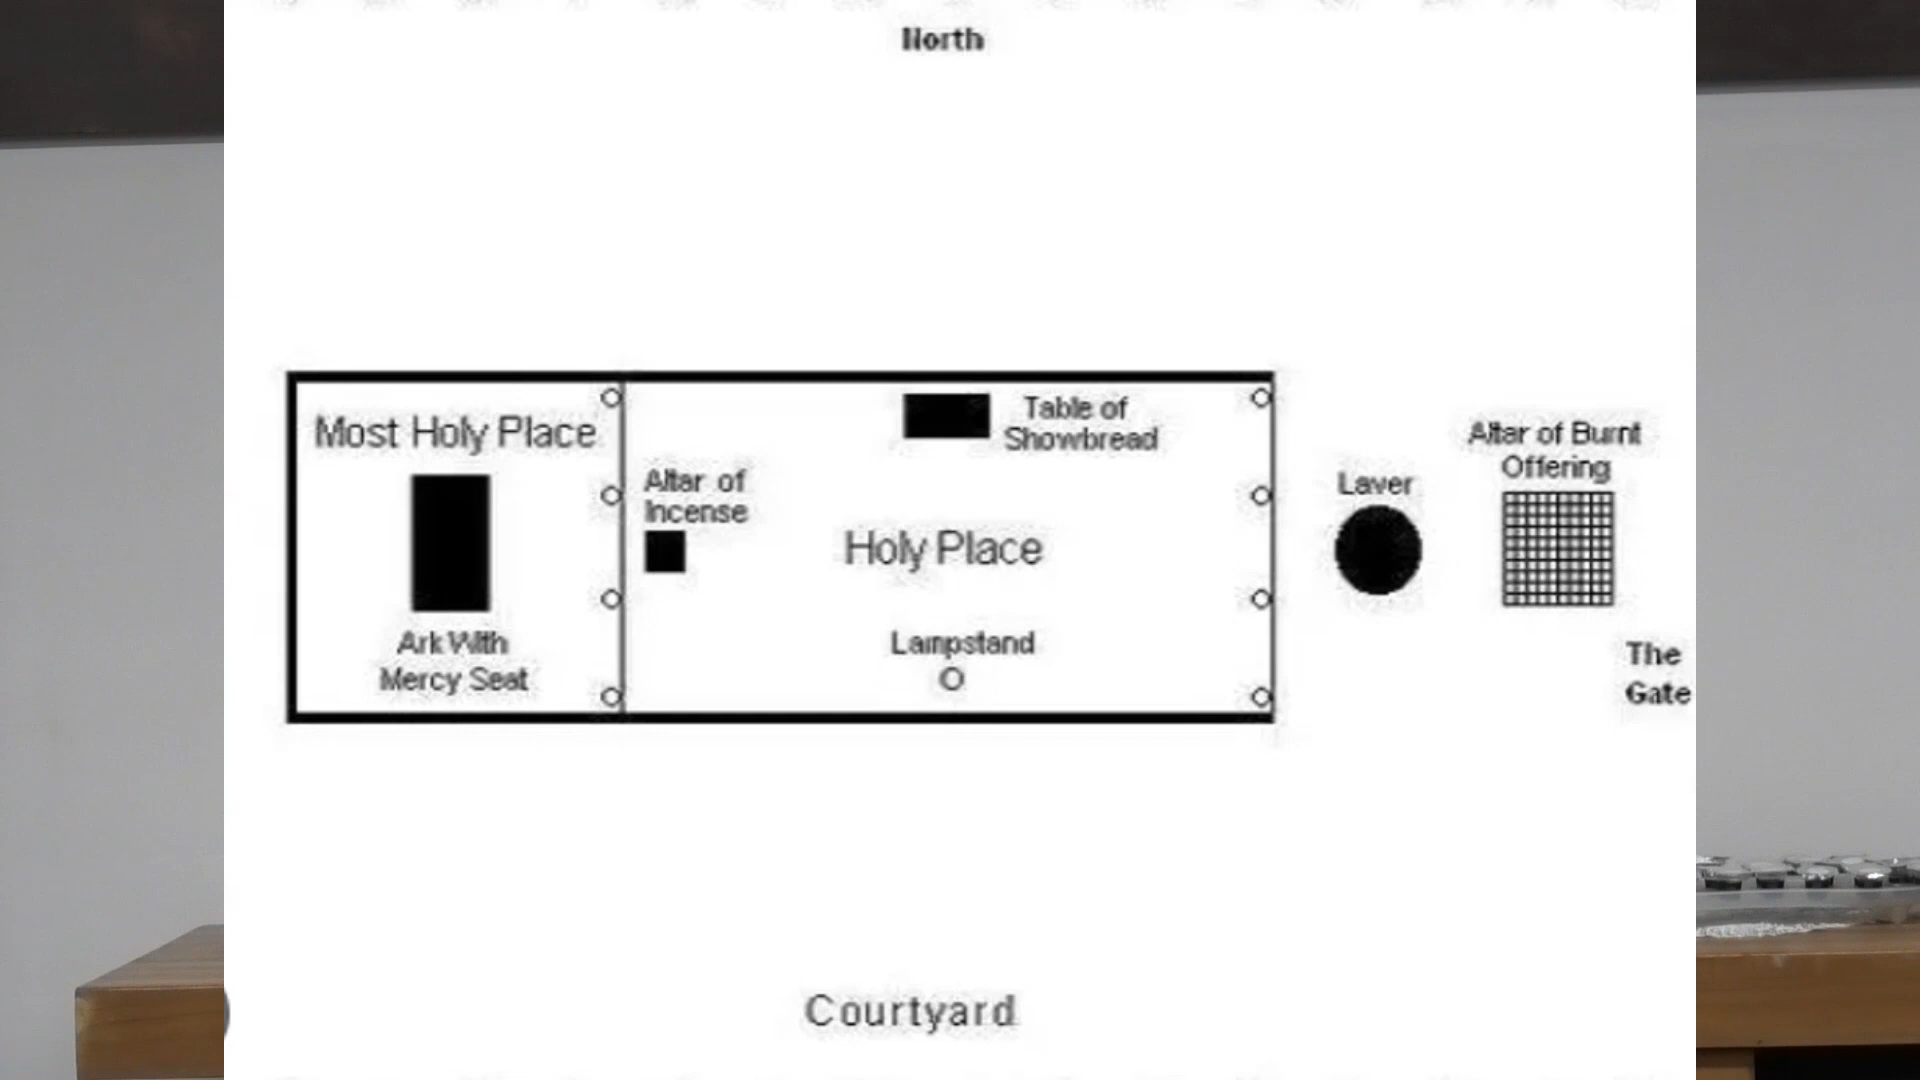 North
Most Holy Place
Ark With
Mercy Seat
Altar of
Incense
Table of
Showbread
Holy Place
Lampstand
Laver
Altar of Burnt
Offering
The
Gate
Courtyard